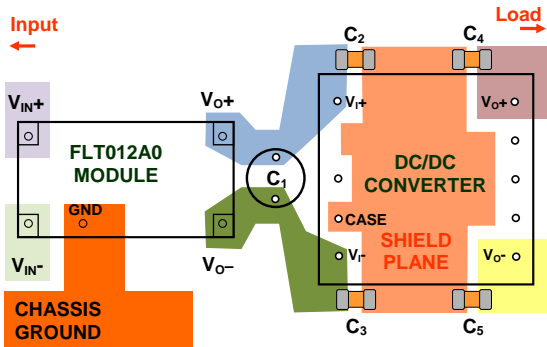 Input
Load
C2
C4
VIN+
VO+
VI+
VO+
FLT012A0
MODULE
C1
DC/DC
CONVERTER
GND
CASE
SHIELD
PLANE
VIN-
VO–
VI-
VO-
CHASSIS
GROUND
C3
C5